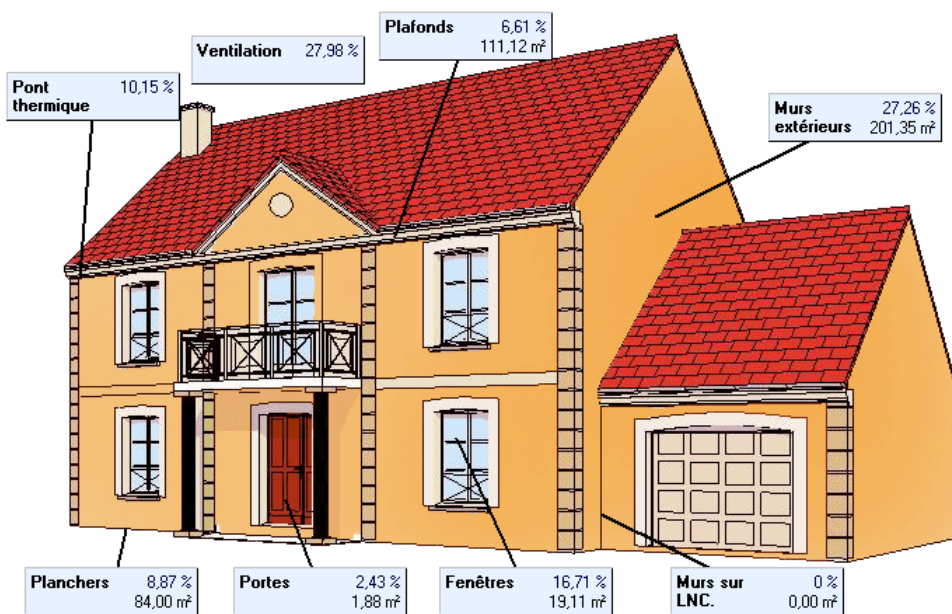 Plafonds 6,61 %
111,12 m²
Ventilation 27,98 %
Pont 10,15 %
thermique
Murs 27,26 %
extérieurs 201,35 m²
Planchers 8,87 %
84,00 m²
Portes 2,43 %
1,88 m²
Fenêtres 16,71 %
19,11 m²
Murs sur 0 %
LNC. 0,00 m²